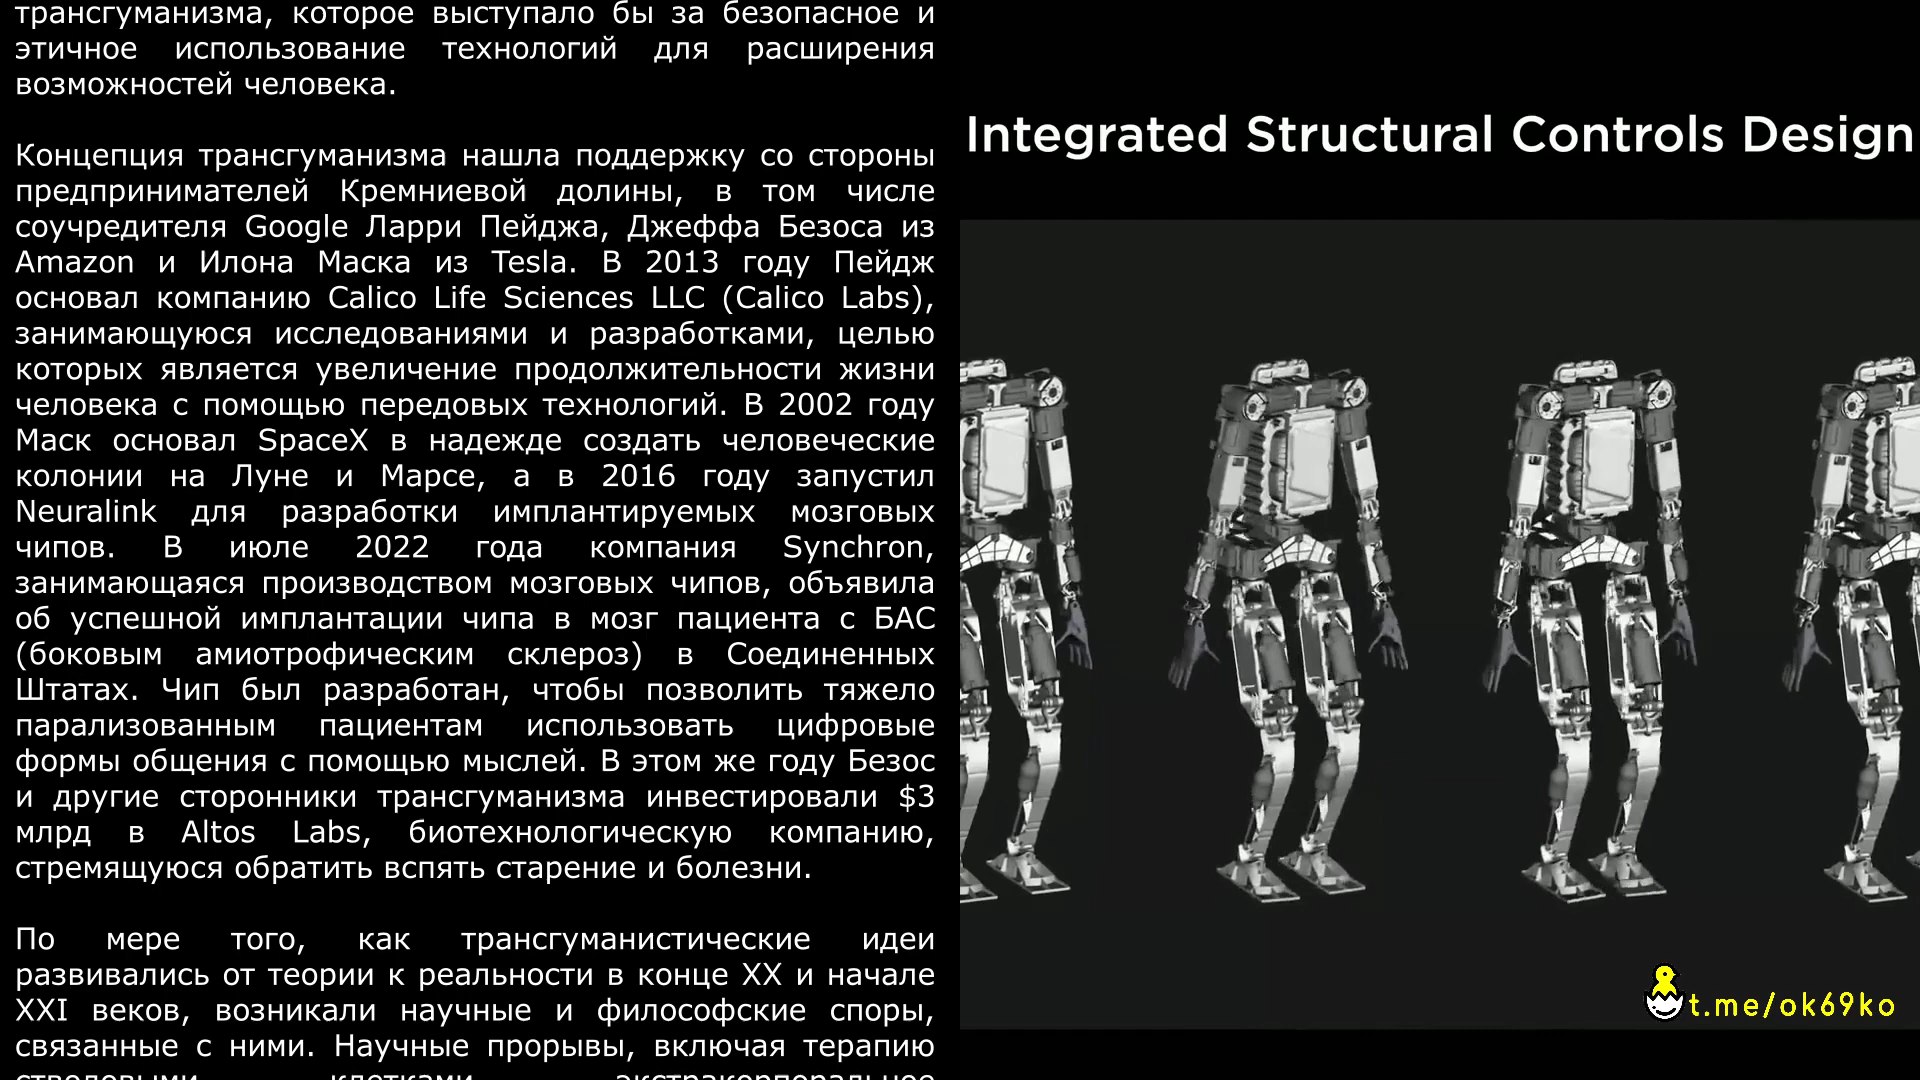 трансгуманизма, которое выступало бы за безопасное и
этичное использование технологий для расширения
возможностей человека.
Концепция трансгуманизма нашла поддержку со стороны
предпринимателей Кремниевой долины, в том числе
соучредителя Google Ларри Пейджа, Джеффа Безоса из
Amazon и Илона Маска из Tesla. В 2013 году Пейдж
основал компанию Calico Life Sciences LLC (Calico Labs),
занимающуюся исследованиями и разработками, целью
которых является увеличение продолжительности жизни
человека с помощью передовых технологий. В 2002 году
Маск основал SpaceX в надежде создать человеческие
колонии на Луне и Марсе, а в 2016 году запустил
Neuralink для разработки имплантируемых мозговых
чипов. В июле 2022 года компания Synchron,
занимающаяся производством мозговых чипов, объявила
об успешной имплантации чипа в мозг пациента с БАС
(боковым амиотрофическим склероз) в Соединенных
Штатах. Чип был разработан, чтобы позволить тяжело
парализованным пациентам использовать цифровые
формы общения с помощью мыслей. В этом же году Безос
и другие сторонники трансгуманизма инвестировали $3
млрд в Altos Labs, биотехнологическую компанию,
стремящуюся обратить вспять старение и болезни.
По мере того, как трансгуманистические идеи
развивались от теории к реальности в конце XX и начале
XXI веков, возникали научные и философские споры,
связанные с ними. Научные прорывы, включая терапию
стволовыми клетками, экстракорпоральное
Integrated Structural Controls Design
t.me/ok69ko